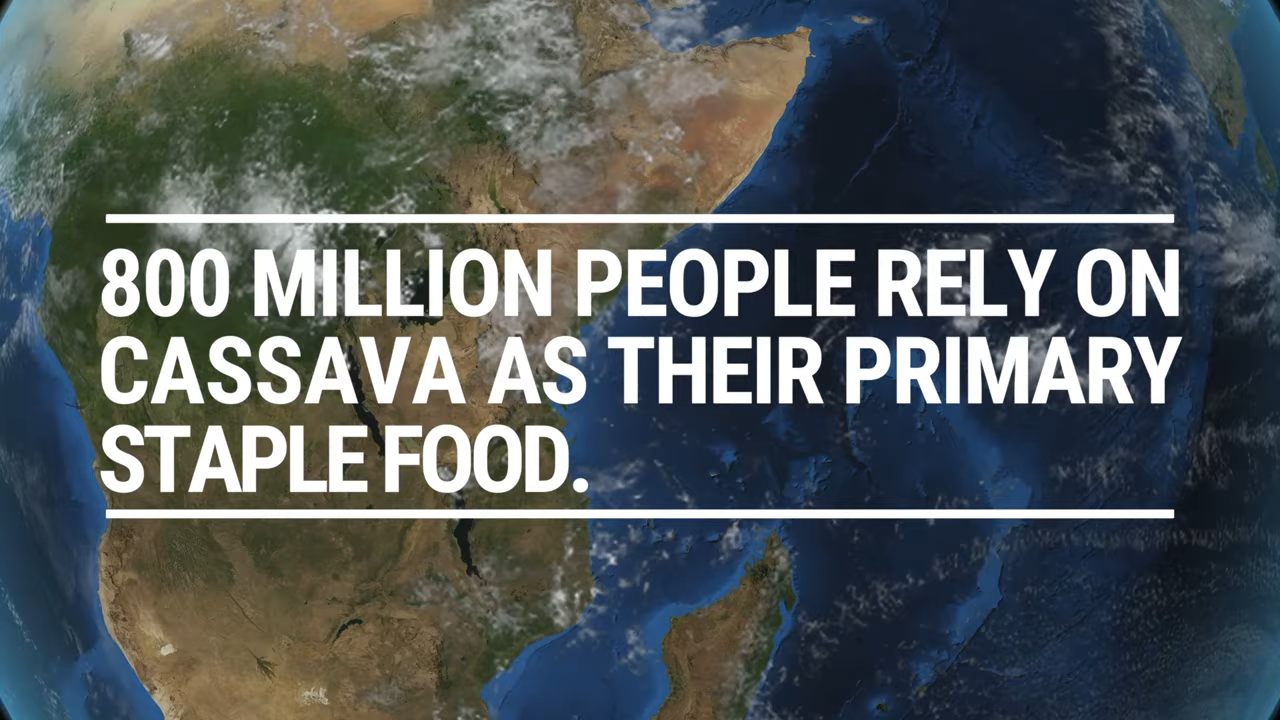 800 MILLION PEOPLE RELY ON
CASSAVA AS THEIR PRIMARY
STAPLE FOOD.